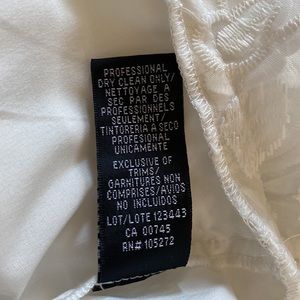 PROFESSIONAL
DRY CLEAN ONLY/
NETTOYAGE A
SEC PAR DES
PROFESSIONNELS
SEULEMENT/
TINTORERIA A SECO
PROFESIONAL
UNICAMENTE
EXCLUSIVE OF
TRIMS/
GARNITURES NON
COMPRISES/AVIOS
NO INCLUIDOS
LOT/LOTE 123443
CA 00745
RN# 105272